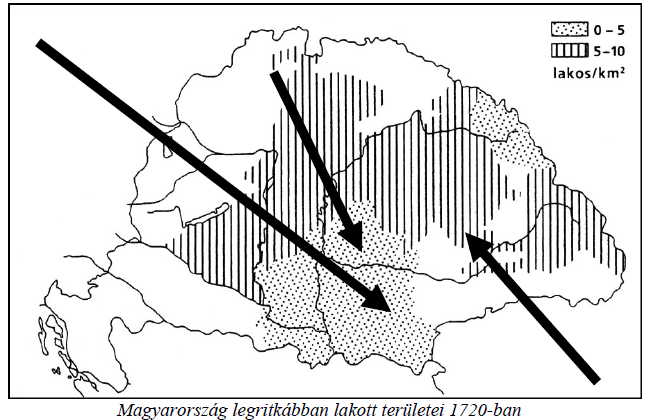 0 – 5
5 – 10
lakos/km²
Magyarország legritkábban lakott területei 1720-ban